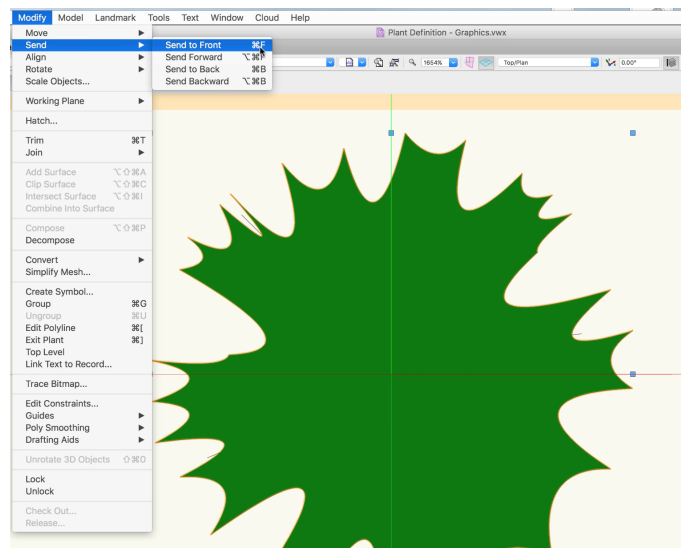 Modify Model Landmark Tools Text Window Cloud Help
Plant Definition - Graphics.vwx
1654% Top/Plan 0.00°
Move
Send
Align
Rotate
Scale Objects...
Working Plane
Hatch...
Trim ⌘T
Join
Add Surface ⌥⇧⌘A
Clip Surface ⌥⇧⌘C
Intersect Surface ⌥⇧⌘I
Combine Into Surface
Compose ⌥⇧⌘P
Decompose
Convert
Simplify Mesh...
Create Symbol...
Group ⌘G
Ungroup ⌘U
Edit Polyline ⌘[
Exit Plant ⌘]
Top Level
Link Text to Record...
Trace Bitmap...
Edit Constraints...
Guides
Poly Smoothing
Drafting Aids
Unrotate 3D Objects ⇧⌘0
Lock
Unlock
Check Out...
Release...
Send to Front ⌘F
Send Forward ⌥⌘F
Send to Back ⌘B
Send Backward ⌥⌘B